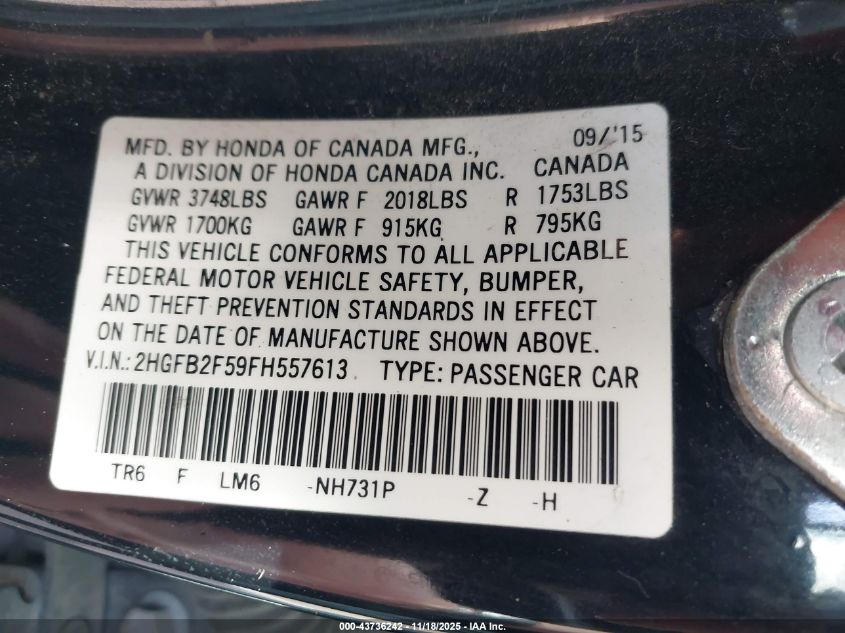 MFD. BY HONDA OF CANADA MFG., 09/'15
A DIVISION OF HONDA CANADA INC. CANADA
GVWR 3748LBS GAWR F 2018LBS R 1753LBS
GVWR 1700KG GAWR F 915KG R 795KG
THIS VEHICLE CONFORMS TO ALL APPLICABLE
FEDERAL MOTOR VEHICLE SAFETY, BUMPER,
AND THEFT PREVENTION STANDARDS IN EFFECT
ON THE DATE OF MANUFACTURE SHOWN ABOVE.
V.I.N.: 2HGFB2F59FH557613 TYPE: PASSENGER CAR
TR6 F LM6 -NH731P -Z -H
000-43736242 - 11/18/2025 - IAA Inc.